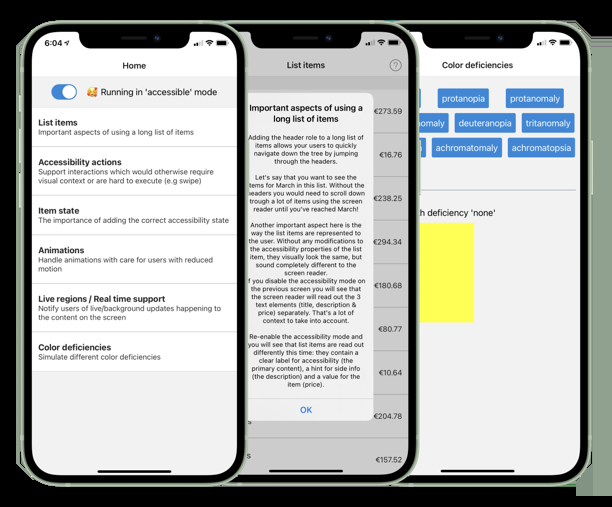 6:04
Home
Running in 'accessible' mode
List items
Important aspects of using a long list of items
Accessibility actions
Support interactions which would otherwise require
visual context or are hard to execute (e.g swipe)
Item state
The importance of adding the correct accessibility state
Animations
Handle animations with care for users with reduced
motion
Live regions / Real time support
Notify users of live/background updates happening to
the content on the screen
Color deficiencies
Simulate different color deficiencies
List items
?
Important aspects of using a
long list of items
Adding the header role to a long list of
items allows your users to quickly
navigate down the tree by jumping
through the headers.
Let's say that you want to see the
tems for March in this list. Without the
eaders you would need to scroll down
trough a lot of items using the screen
reader until you've reached March!
Another important aspect here is the
way the list items are represented to
the user. Without any modifications to
the accessibility properties of the list
item, they visually look the same, but
sound completely different to the
screen reader.
f you disable the accessibility mode on
the previous screen you will see that
the screen reader will read out the 3
text elements (title, description &
price) separately. That's a lot of
context to take into account.
Re-enable the accessibility mode and
you will see that list items are read out
differently this time: they contain a
clear label for accessibility (the
primary content), a hint for side info
(the description) and a value for the
item (price).
OK
€273.59
€16.76
€238.25
€294.34
€180.68
€80.77
€10.64
€204.78
s
€157.52
Color deficiencies
protanopia protanomaly
omaly deuteranopia tritanomaly
achromatomaly achromatopsia
h deficiency 'none'